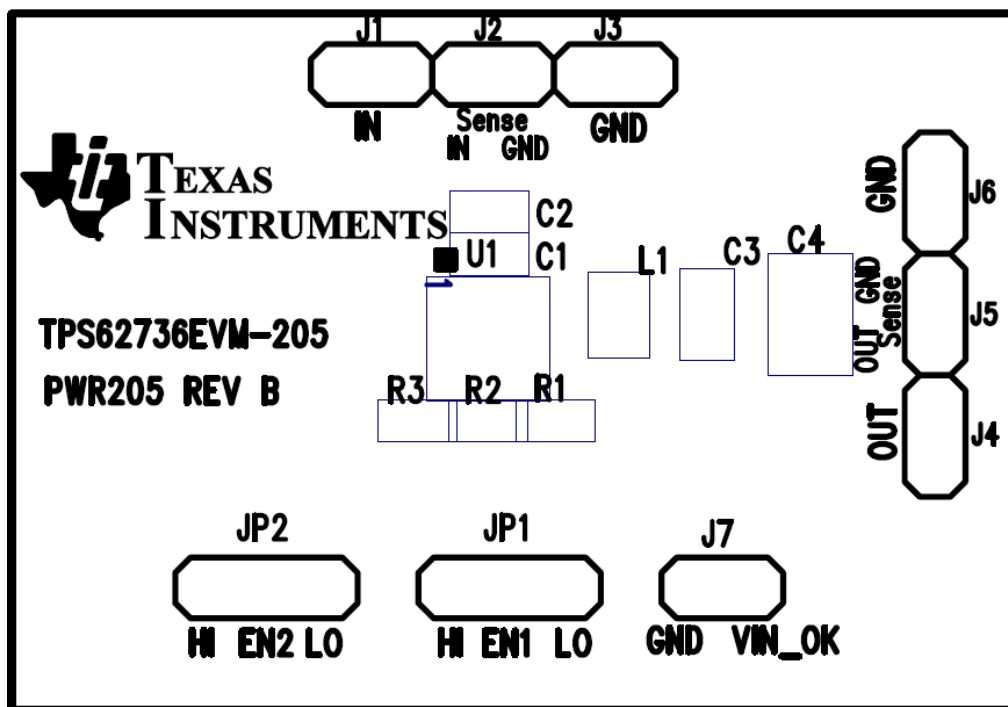 J1 J2 J3
IN Sense GND
IN GND
TEXAS
INSTRUMENTS
C2
U1 C1
1
L1 C3 C4
GND J6
OUT GND
Sense
J5
OUT J4
TPS62736EVM-205
PWR205 REV B
R3 R2 R1
JP2 JP1 J7
HI EN2 LO HI EN1 LO GND VIN_OK